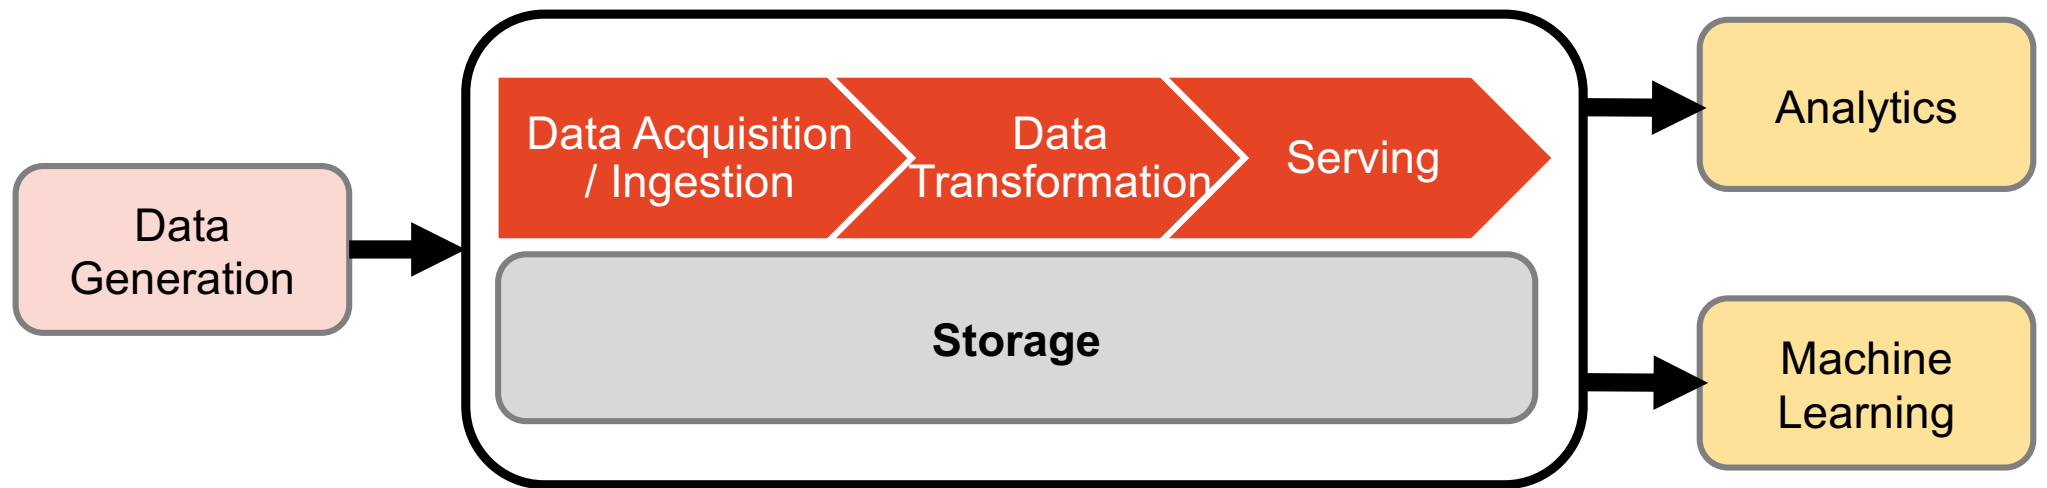 Data
Generation
Data Acquisition
/ Ingestion
Data
Transformation
Serving
Storage
Analytics
Machine
Learning